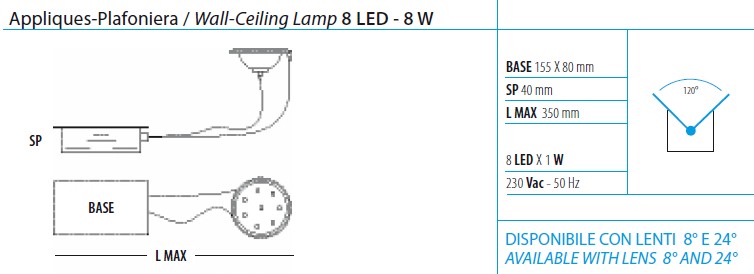 Appliques-Plafoniera / Wall-Ceiling Lamp 8 LED - 8 W
SP
BASE
L MAX
BASE 155 X 80 mm
SP 40 mm
L MAX 350 mm
8 LED X 1 W
230 Vac - 50 Hz
120°
DISPONIBILE CON LENTI 8° E 24°
AVAILABLE WITH LENS 8° AND 24°